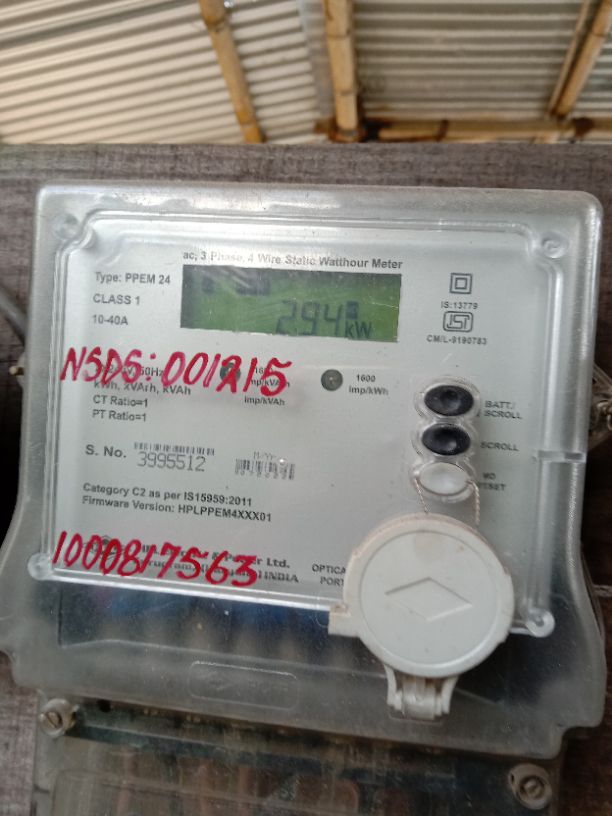 ac, 3 Phase, 4 Wire Static Watthour Meter
Type: PPEM 24
CLASS 1
10-40A
kW
IS:13779
ISI
CM/L-9190783
NSDS: 001215
50Hz
imp/kVAh
1600
imp/kWh
kWh, kVArh, kVAh
CT Ratio=1
PT Ratio=1
BATT./
SCROLL
SCROLL
MD
RESET
S. No. 3995512
Category C2 as per IS15959:2011
Firmware Version: HPLPPEM4XXX01
1000817563
& Power Ltd.
INDIA
OPTICAL
PORT